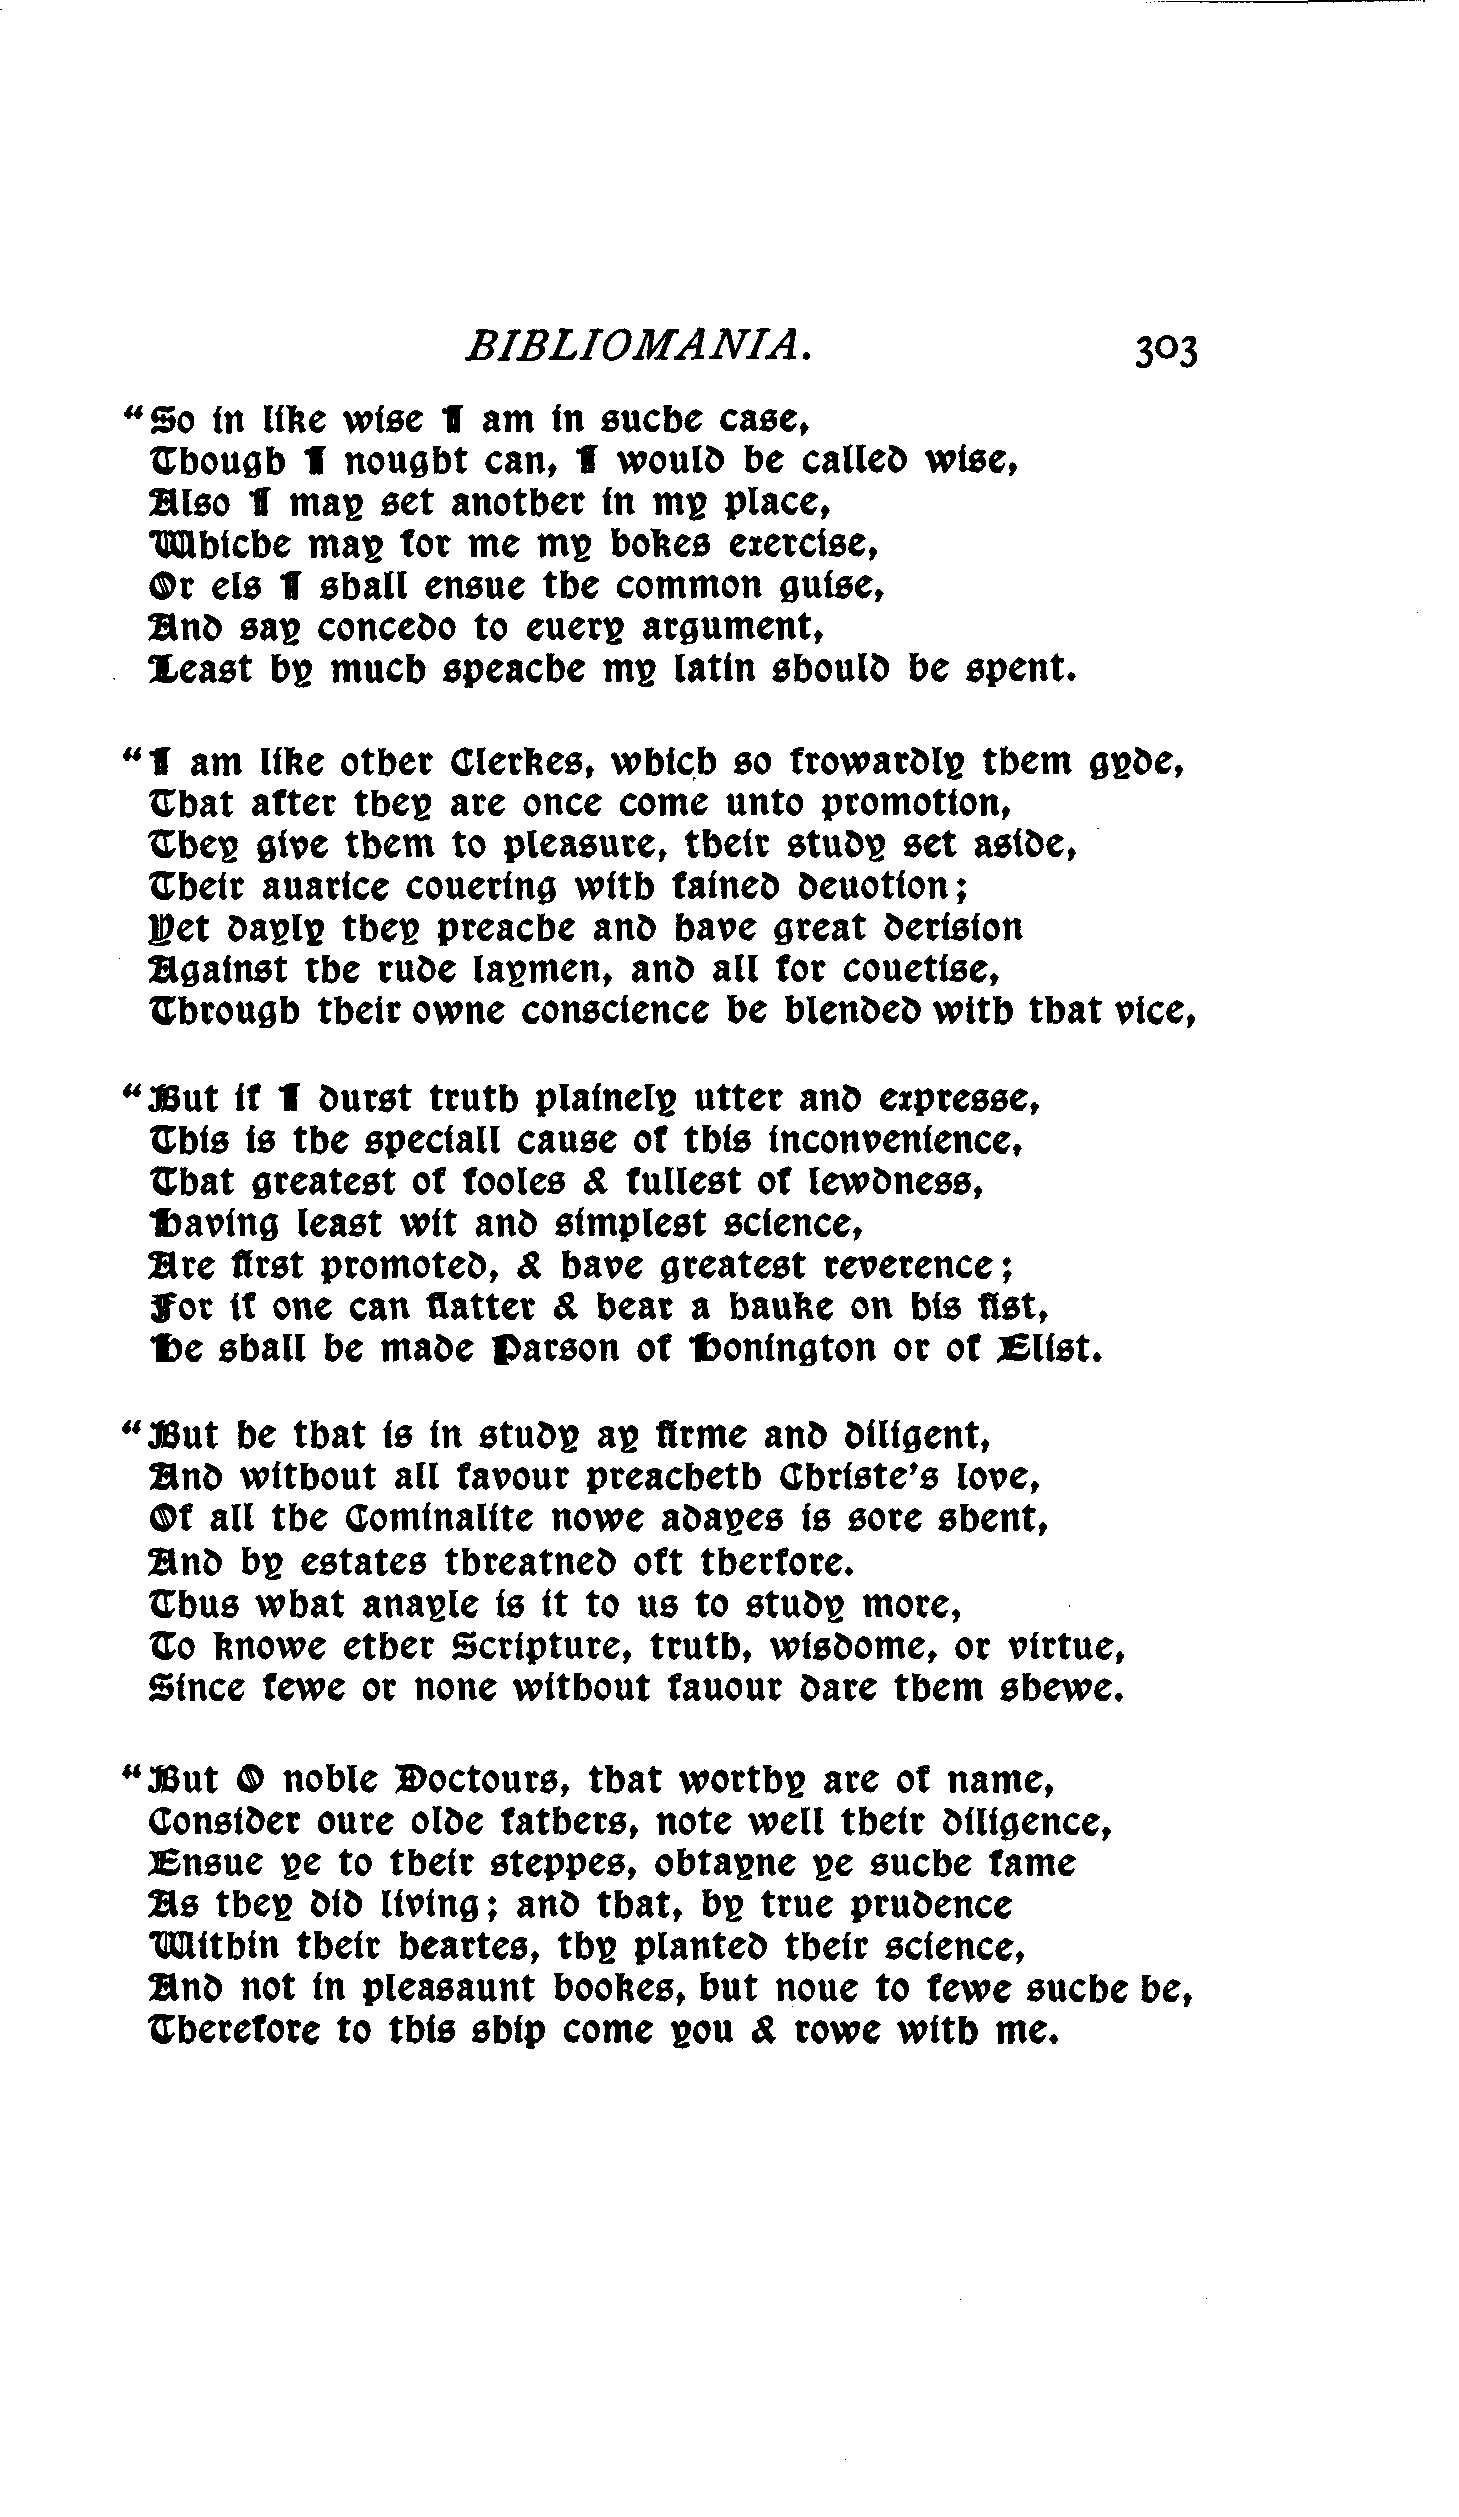 BIBLIOMANIA. 303
"So in like wise I am in suche case,
Though I nought can, I would be called wise,
Also I may set another in my place,
Whiche may for me my bokes exercise,
Or els I shall ensue the common guise,
And say concedo to euery argument,
Least by much speache my latin should be spent.

"I am like other Clerkes, which so frowardly them gyde,
That after they are once come unto promotion,
They give them to pleasure, their study set aside,
Their auarice couering with fained deuotion;
Yet dayly they preache and have great derision
Against the rude laymen, and all for couetise,
Through their owne conscience be blended with that vice,

"But if I durst truth plainely utter and expresse,
This is the speciall cause of this inconvenience,
That greatest of fooles & fullest of lewdness,
Having least wit and simplest science,
Are first promoted, & have greatest reverence;
For if one can flatter & bear a hauke on his fist,
He shall be made Parson of Honington or of Elist.

"But he that is in study ay firme and diligent,
And without all favour preacheth Christe's love,
Of all the Cominalite nowe adayes is sore shent,
And by estates threatned oft therfore.
Thus what anayle is it to us to study more,
To knowe ether Scripture, truth, wisdome, or virtue,
Since fewe or none without fauour dare them shewe.

"But O noble Doctours, that worthy are of name,
Consider oure olde fathers, note well their diligence,
Ensue ye to their steppes, obtayne ye suche fame
As they did living; and that, by true prudence
Within their heartes, thy planted their science,
And not in pleasaunt bookes, but noue to fewe suche be,
Therefore to this ship come you & rowe with me.